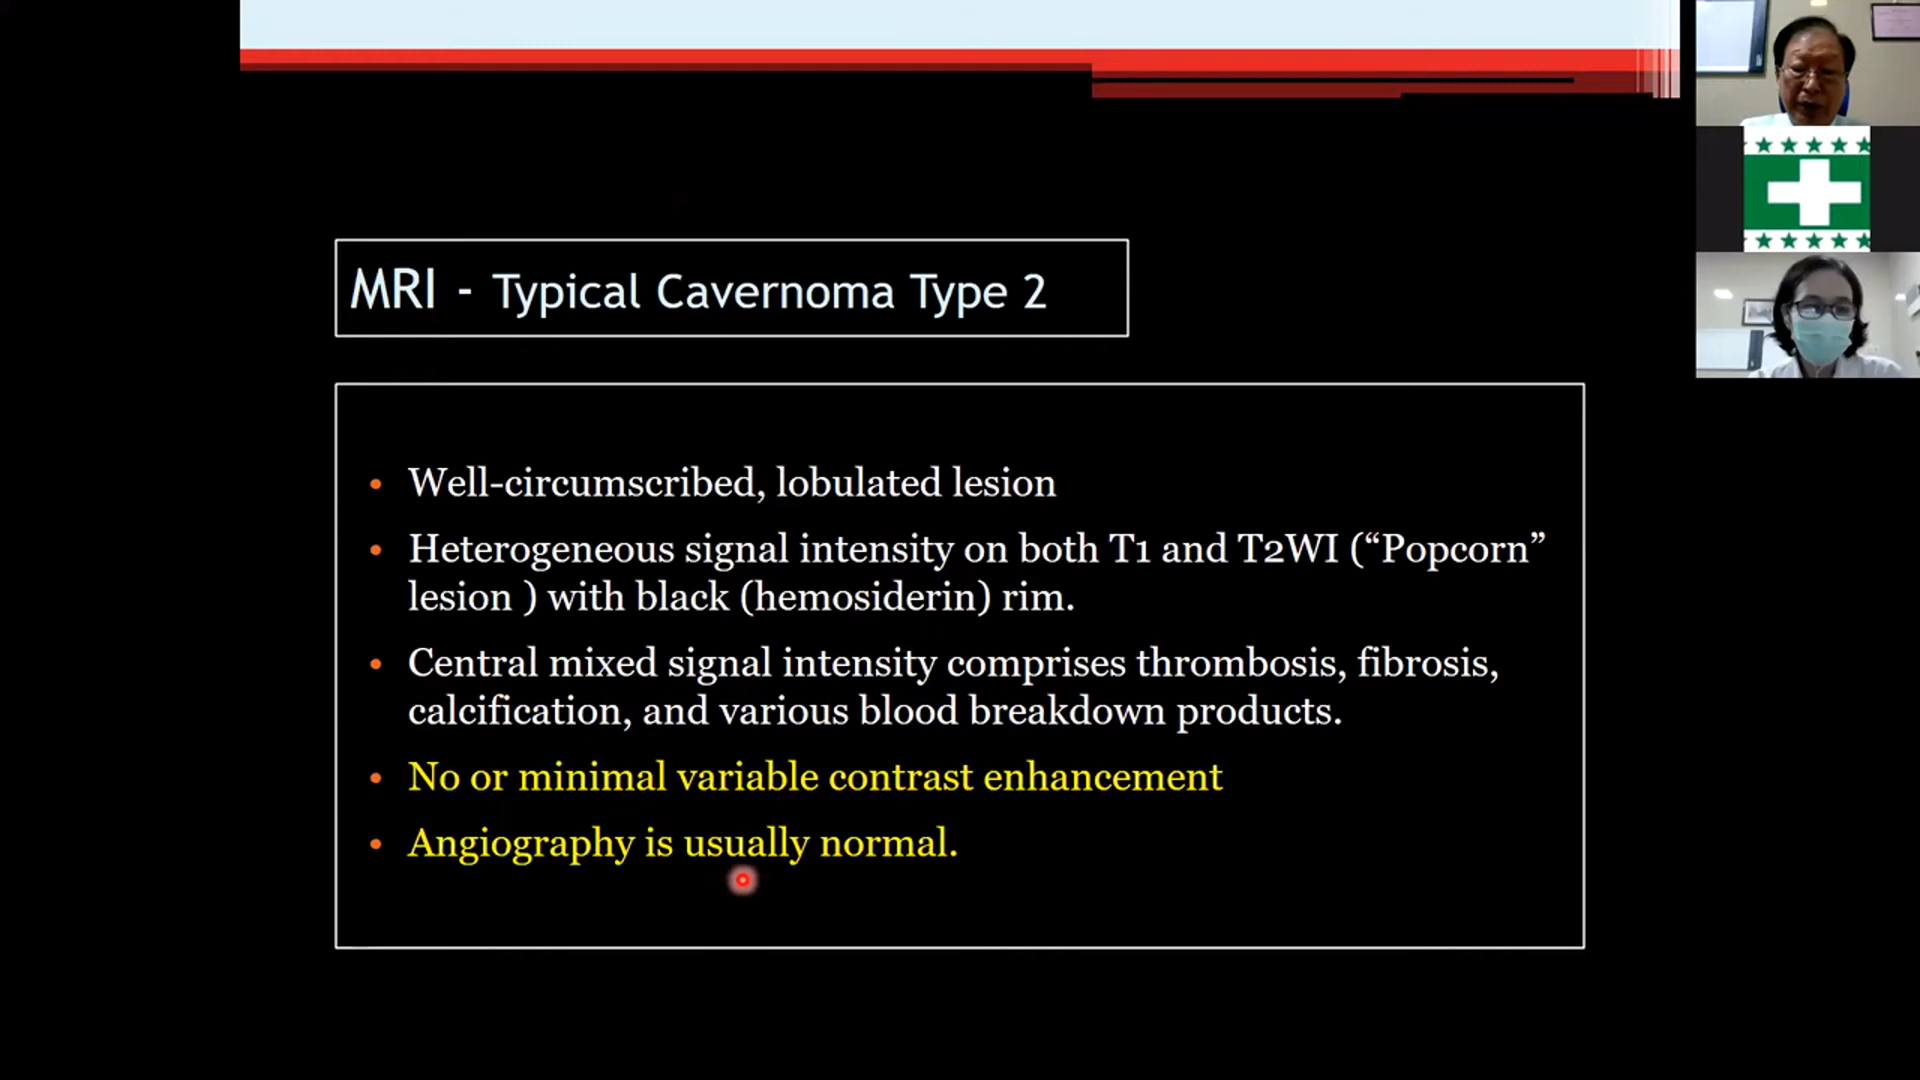 MRI - Typical Cavernoma Type 2
• Well-circumscribed, lobulated lesion
• Heterogeneous signal intensity on both T1 and T2WI (“Popcorn”
lesion ) with black (hemosiderin) rim.
• Central mixed signal intensity comprises thrombosis, fibrosis,
calcification, and various blood breakdown products.
• No or minimal variable contrast enhancement
• Angiography is usually normal.